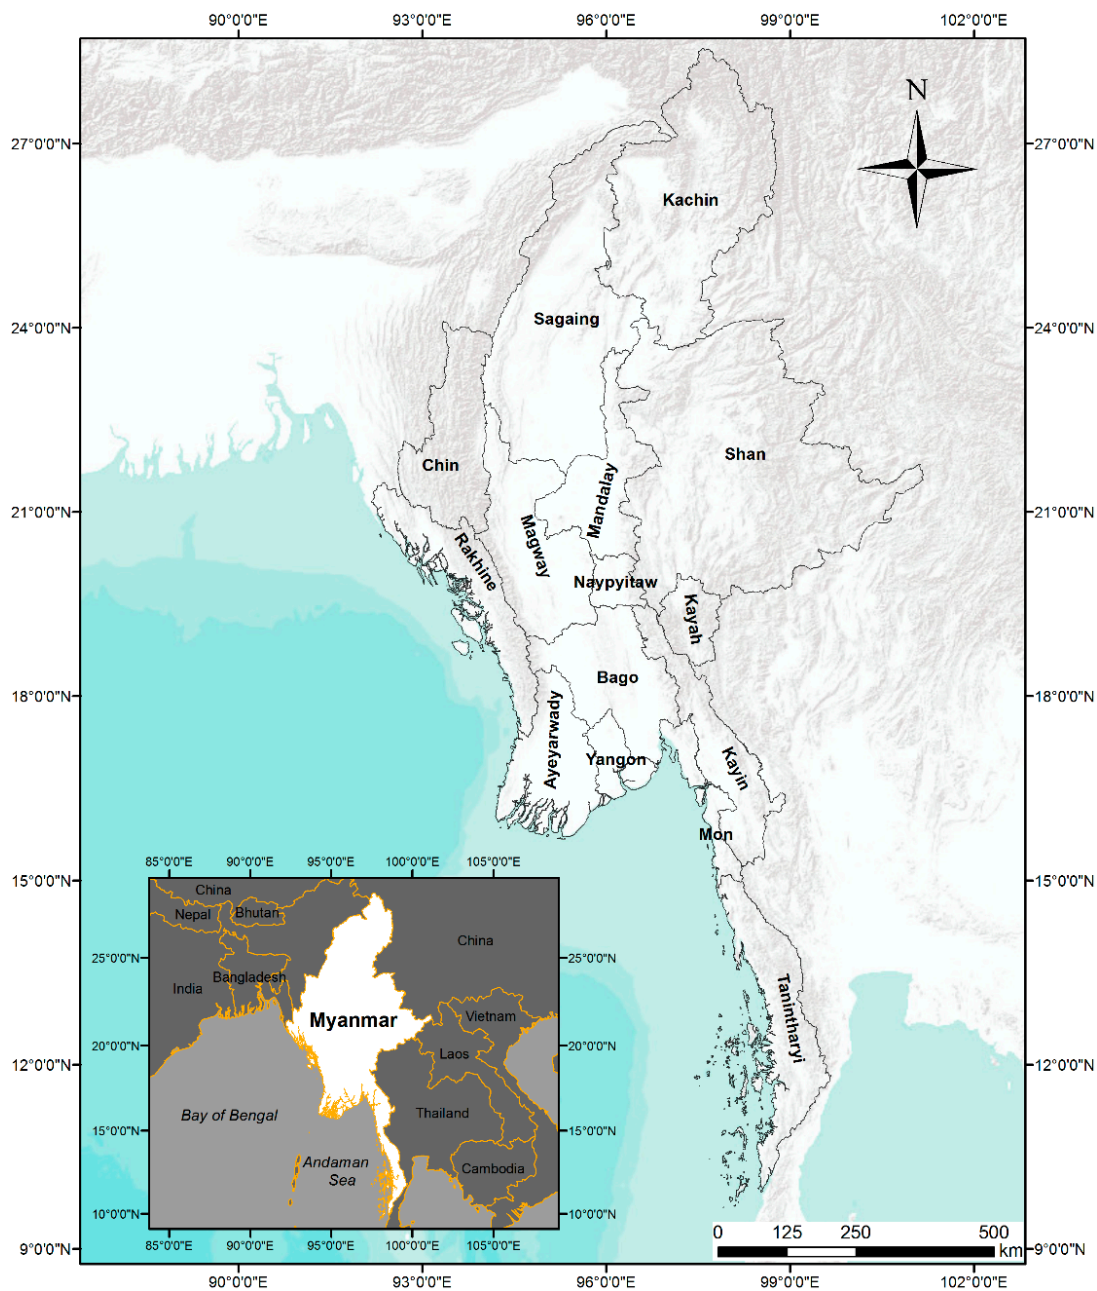 90°0'0"E 93°0'0"E 96°0'0"E 99°0'0"E 102°0'0"E
N
27°0'0"N 27°0'0"N
Kachin
Sagaing
24°0'0"N 24°0'0"N
Shan
Chin
Mandalay
21°0'0"N 21°0'0"N
Magway
Rakhine
Naypyitaw
Kayah
Bago
18°0'0"N 18°0'0"N
Ayeyarwady
Yangon
Kayin
Mon
15°0'0"N 15°0'0"N
Tanintharyi
12°0'0"N 12°0'0"N
85°0'0"E 90°0'0"E 95°0'0"E 100°0'0"E 105°0'0"E
China
Nepal Bhutan
China
25°0'0"N 25°0'0"N
Bangladesh
India
Myanmar
Vietnam
20°0'0"N 20°0'0"N
Laos
Bay of Bengal
Thailand
15°0'0"N 15°0'0"N
Andaman
Sea
Cambodia
10°0'0"N 10°0'0"N
85°0'0"E 90°0'0"E 95°0'0"E 100°0'0"E 105°0'0"E
0 125 250 500
km
9°0'0"N 9°0'0"N
90°0'0"E 93°0'0"E 96°0'0"E 99°0'0"E 102°0'0"E